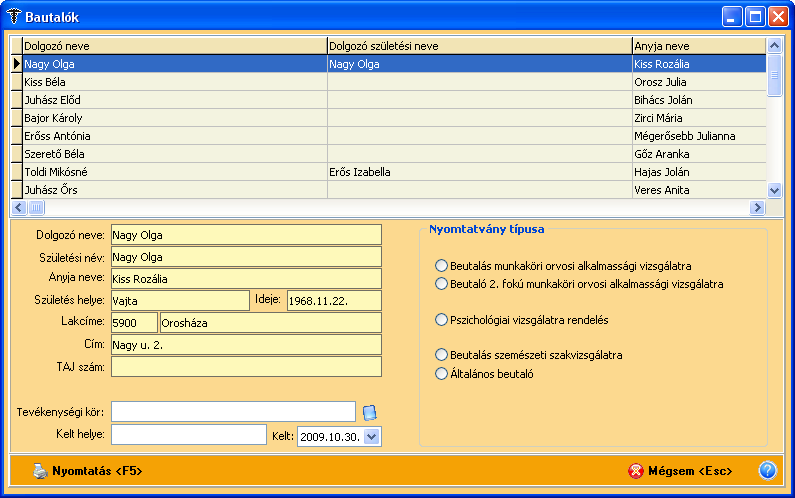 Bautalók
Dolgozó neve Dolgozó születési neve Anyja neve
Nagy Olga Nagy Olga Kiss Rozália
Kiss Béla Orosz Julia
Juhász Előd Bihács Jolán
Bajor Károly Zirci Mária
Erőss Antónia Mégerősebb Julianna
Szerető Béla Gőz Aranka
Toldi Mikósné Erős Izabella Hajas Jolán
Juhász Őrs Veres Anita
Dolgozó neve: Nagy Olga
Születési név: Nagy Olga
Anyja neve: Kiss Rozália
Születés helye: Vajta Ideje: 1968.11.22.
Lakcíme: 5900 Orosháza
Cím: Nagy u. 2.
TAJ szám:
Tevékenységi kör:
Kelt helye: Kelt: 2009.10.30.
Nyomtatvány típusa
Beutalás munkaköri orvosi alkalmassági vizsgálatra
Beutaló 2. fokú munkaköri orvosi alkalmassági vizsgálatra
Pszichológiai vizsgálatra rendelés
Beutalás szemészeti szakvizsgálatra
Általános beutaló
Nyomtatás <F5> Mégsem <Esc> ?